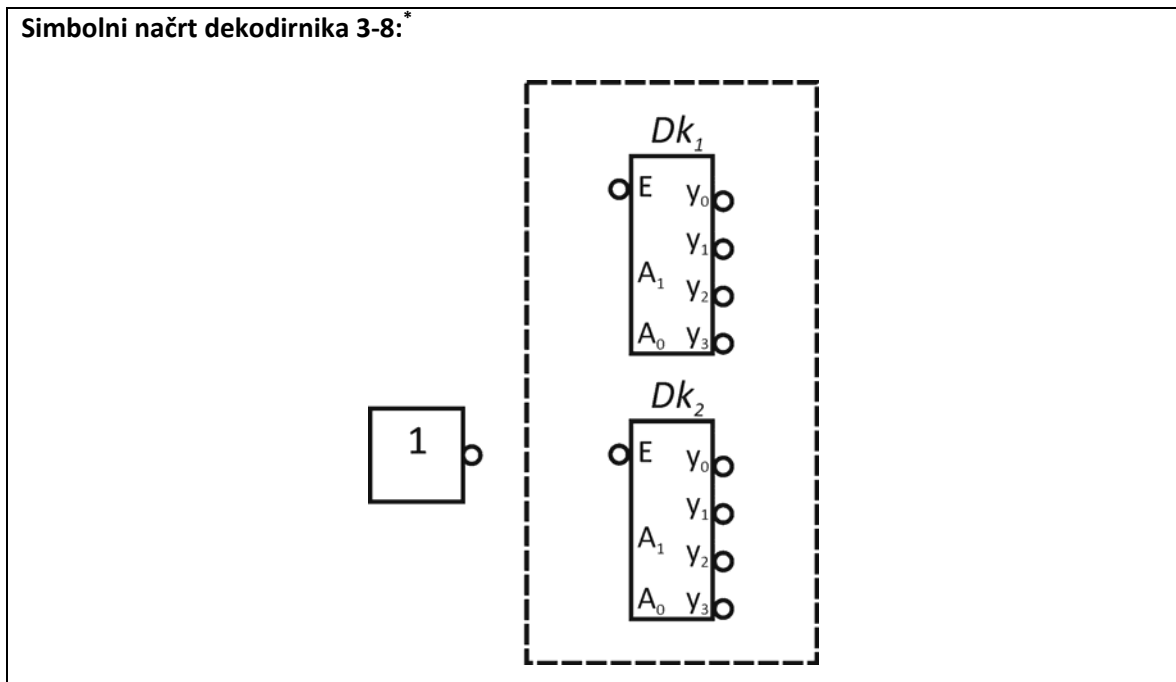 Simbolni načrt dekodirnika 3-8:*
Dk₁
E y₀
y₁
A₁ y₂
A₀ y₃
Dk₂
1
E y₀
y₁
A₁ y₂
A₀ y₃